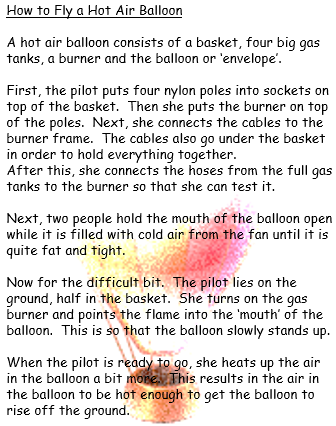 How to Fly a Hot Air Balloon
A hot air balloon consists of a basket, four big gas
tanks, a burner and the balloon or ‘envelope’.
First, the pilot puts four nylon poles into sockets on
top of the basket. Then she puts the burner on top
of the poles. Next, she connects the cables to the
burner frame. The cables also go under the basket
in order to hold everything together.
After this, she connects the hoses from the full gas
tanks to the burner so that she can test it.
Next, two people hold the mouth of the balloon open
while it is filled with cold air from the fan until it is
quite fat and tight.
Now for the difficult bit. The pilot lies on the
ground, half in the basket. She turns on the gas
burner and points the flame into the ‘mouth’ of the
balloon. This is so that the balloon slowly stands up.
When the pilot is ready to go, she heats up the air
in the balloon a bit more. This results in the air in
the balloon to be hot enough to get the balloon to
rise off the ground.